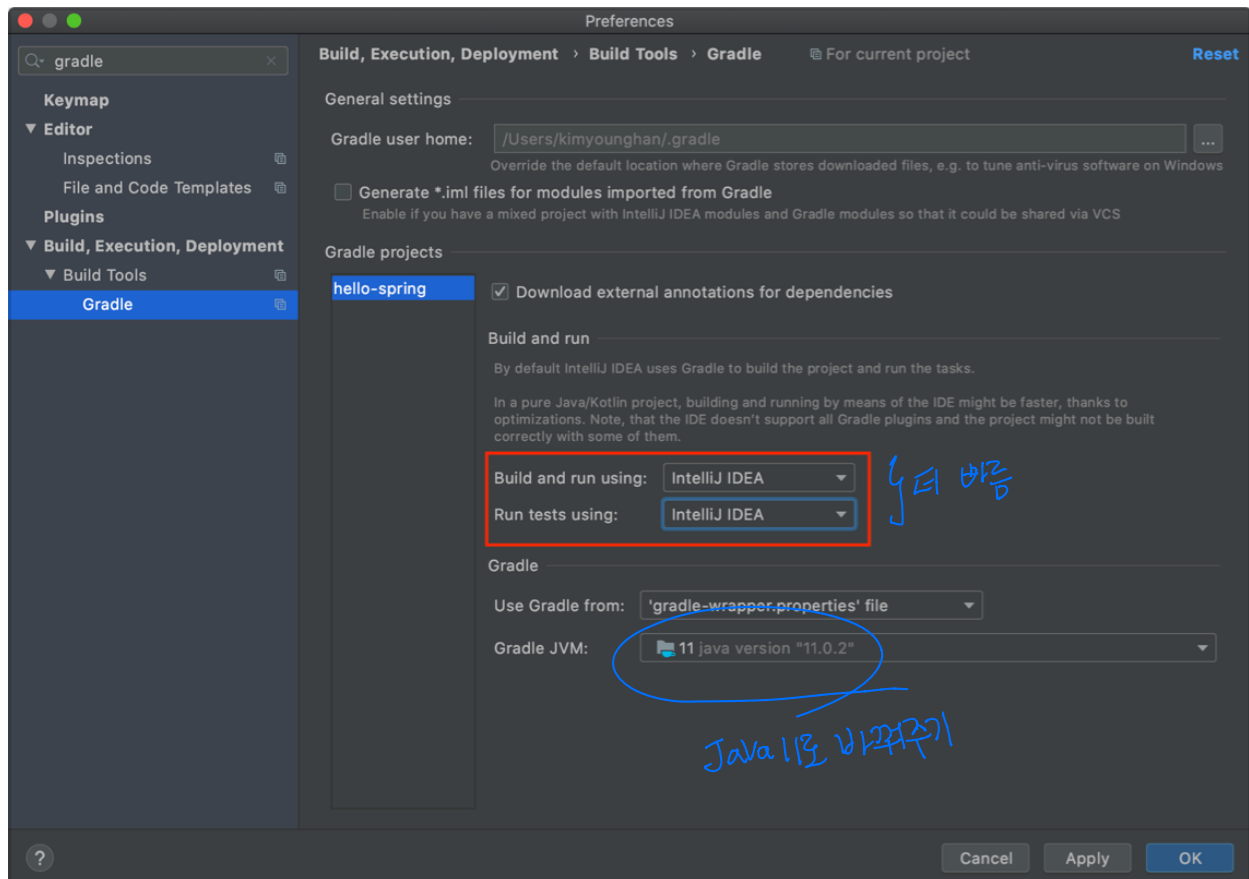 Preferences
gradle
Build, Execution, Deployment › Build Tools › Gradle For current project Reset
Keymap
Editor
Inspections
File and Code Templates
Plugins
Build, Execution, Deployment
Build Tools
Gradle
General settings
Gradle user home: /Users/kimyounghan/.gradle ...
Override the default location where Gradle stores downloaded files, e.g. to tune anti-virus software on Windows
Generate *.iml files for modules imported from Gradle
Enable if you have a mixed project with IntelliJ IDEA modules and Gradle modules so that it could be shared via VCS
Gradle projects
hello-spring
Download external annotations for dependencies
Build and run
By default IntelliJ IDEA uses Gradle to build the project and run the tasks.
In a pure Java/Kotlin project, building and running by means of the IDE might be faster, thanks to
optimizations. Note, that the IDE doesn't support all Gradle plugins and the project might not be built
correctly with some of them.
Build and run using: IntelliJ IDEA
Run tests using: IntelliJ IDEA
더 빠름
Gradle
Use Gradle from: 'gradle-wrapper.properties' file
Gradle JVM: 11 java version "11.0.2"
Java 11로 바꿔주기
? Cancel Apply OK